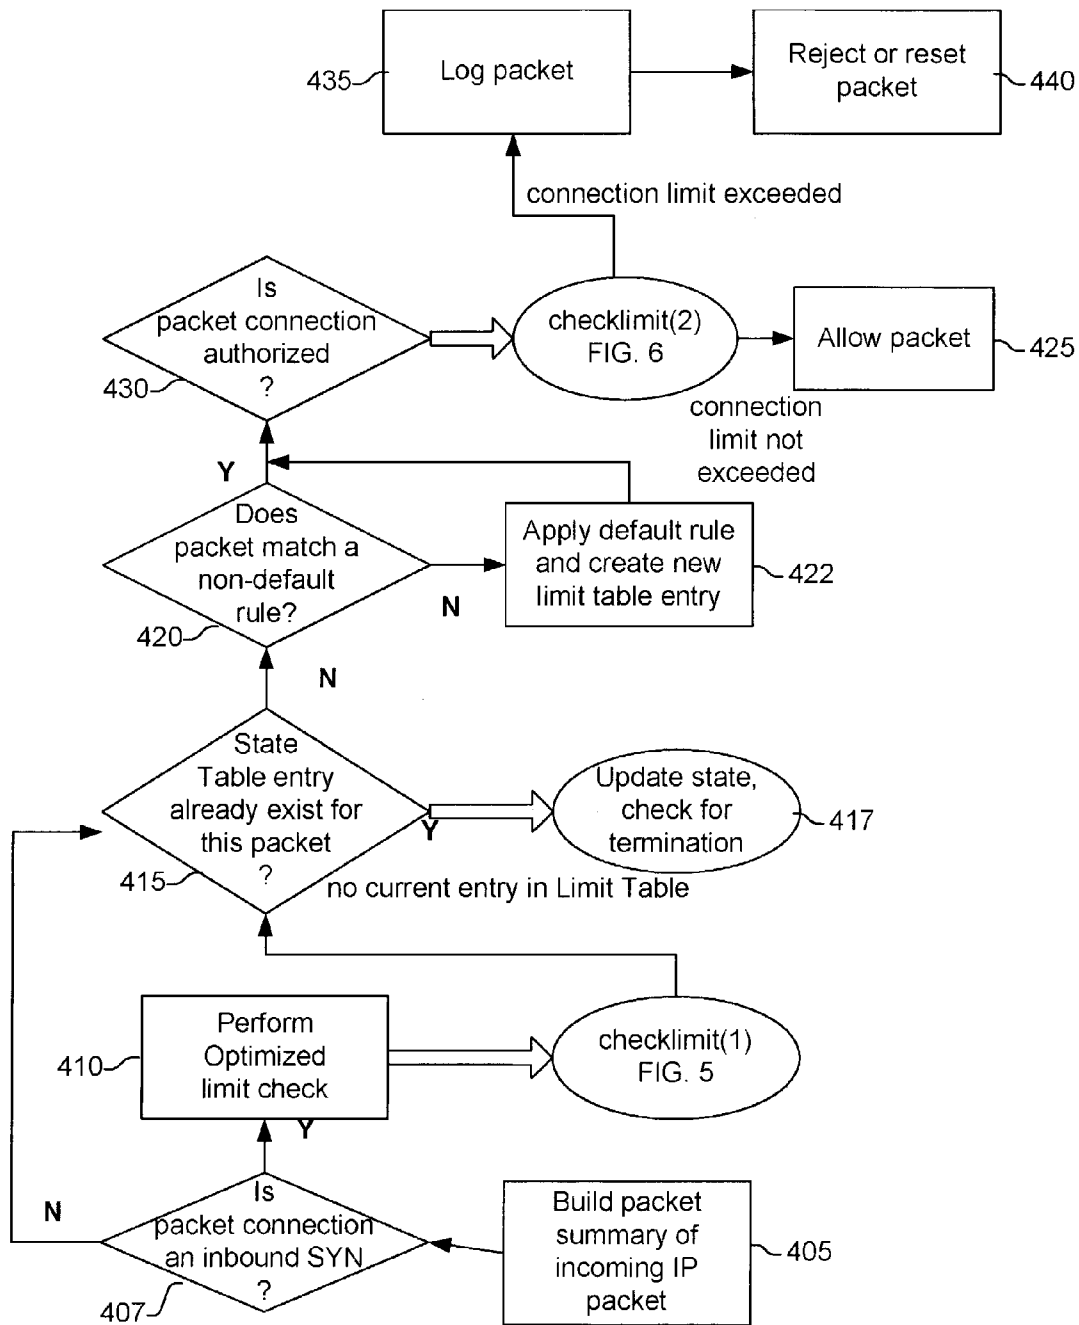 435
Log packet
Reject or reset
packet
440
connection limit exceeded
Is
packet connection
authorized
?
430
checklimit(2)
FIG. 6
Allow packet
425
connection
limit not
exceeded
Y
Does
packet match a
non-default
rule?
420
N
Apply default rule
and create new
limit table entry
422
N
State
Table entry
already exist for
this packet
?
415
Y
Update state,
check for
termination
417
no current entry in Limit Table
410
Perform
Optimized
limit check
checklimit(1)
FIG. 5
Y
N
Is
packet connection
an inbound SYN
?
407
Build packet
summary of
incoming IP
packet
405